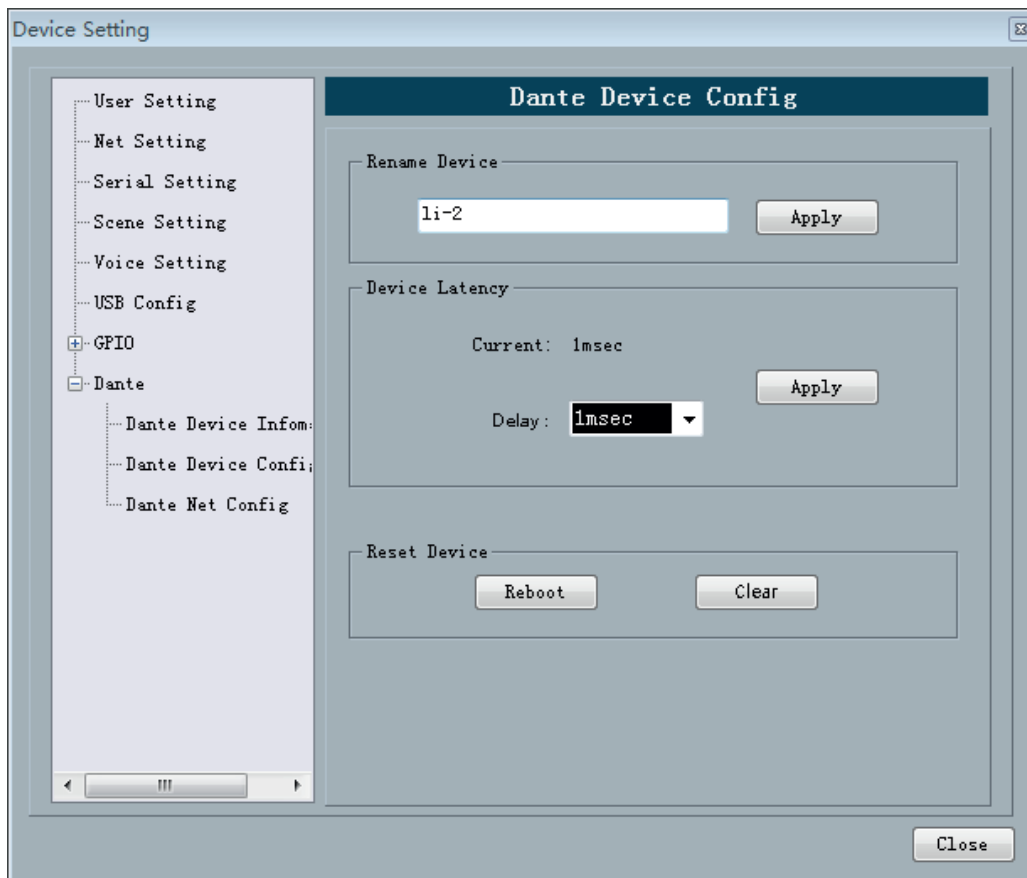 Device Setting
User Setting
Net Setting
Serial Setting
Scene Setting
Voice Setting
USB Config
GPIO
Dante
Dante Device Infom
Dante Device Config
Dante Net Config
Dante Device Config
Rename Device
li-2
Apply
Device Latency
Current: 1msec
Delay: 1msec
Apply
Reset Device
Reboot Clear
Close